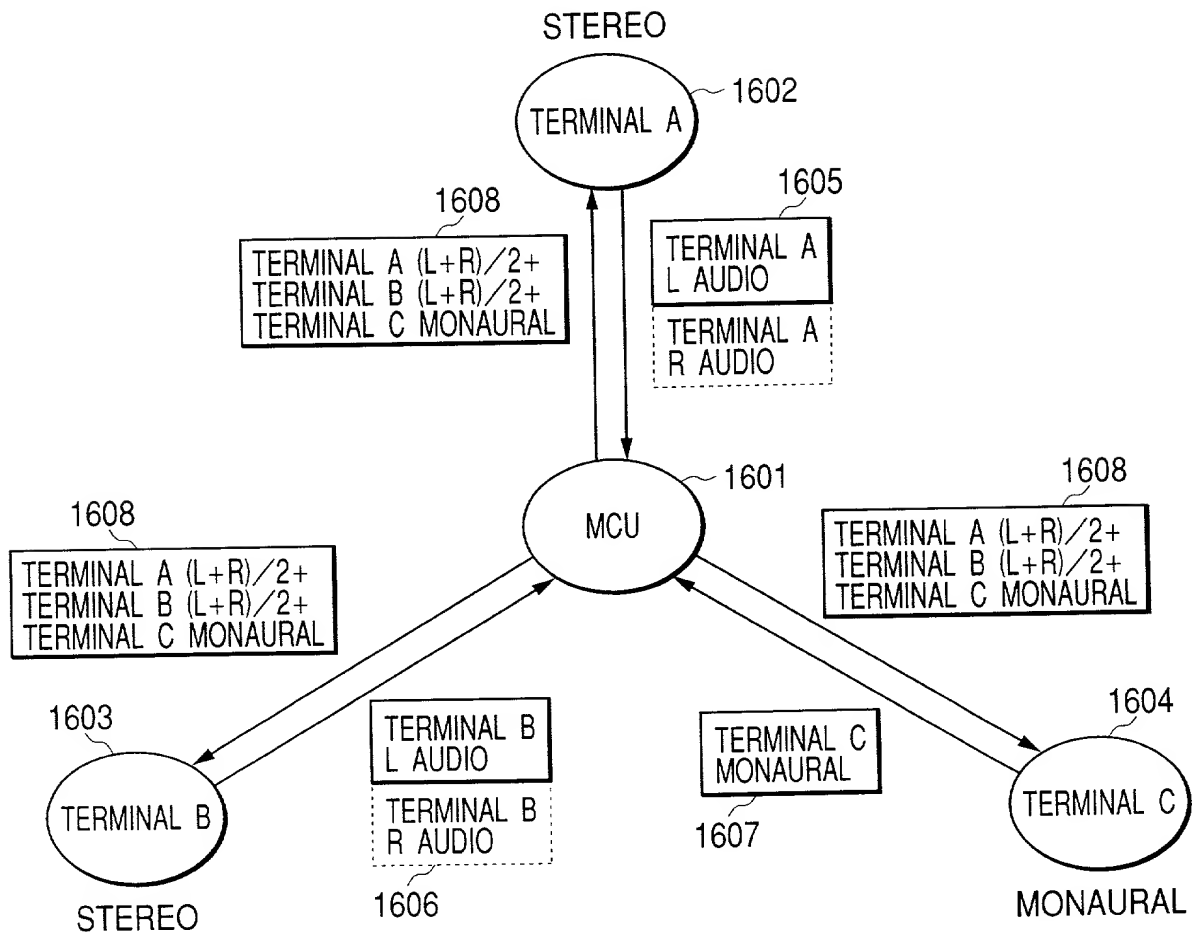 STEREO
TERMINAL A
1602
1608
TERMINAL A (L+R)/2+
TERMINAL B (L+R)/2+
TERMINAL C MONAURAL
1605
TERMINAL A
L AUDIO
TERMINAL A
R AUDIO
MCU
1601
1608
TERMINAL A (L+R)/2+
TERMINAL B (L+R)/2+
TERMINAL C MONAURAL
1608
TERMINAL A (L+R)/2+
TERMINAL B (L+R)/2+
TERMINAL C MONAURAL
1603
TERMINAL B
STEREO
TERMINAL B
L AUDIO
TERMINAL B
R AUDIO
1606
TERMINAL C
MONAURAL
1607
1604
TERMINAL C
MONAURAL